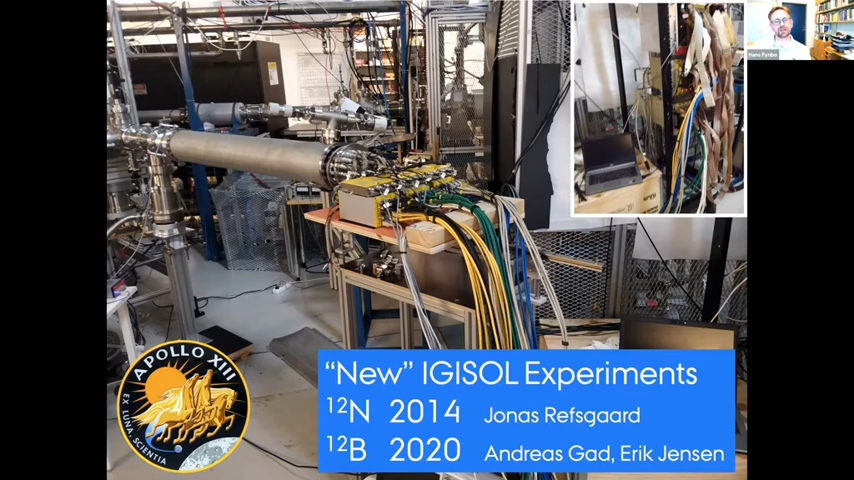 Hans Fynbo
APOLLO XIII
EX LUNA, SCIENTIA
“New” IGISOL Experiments
¹²N 2014 Jonas Refsgaard
¹²B 2020 Andreas Gad, Erik Jensen